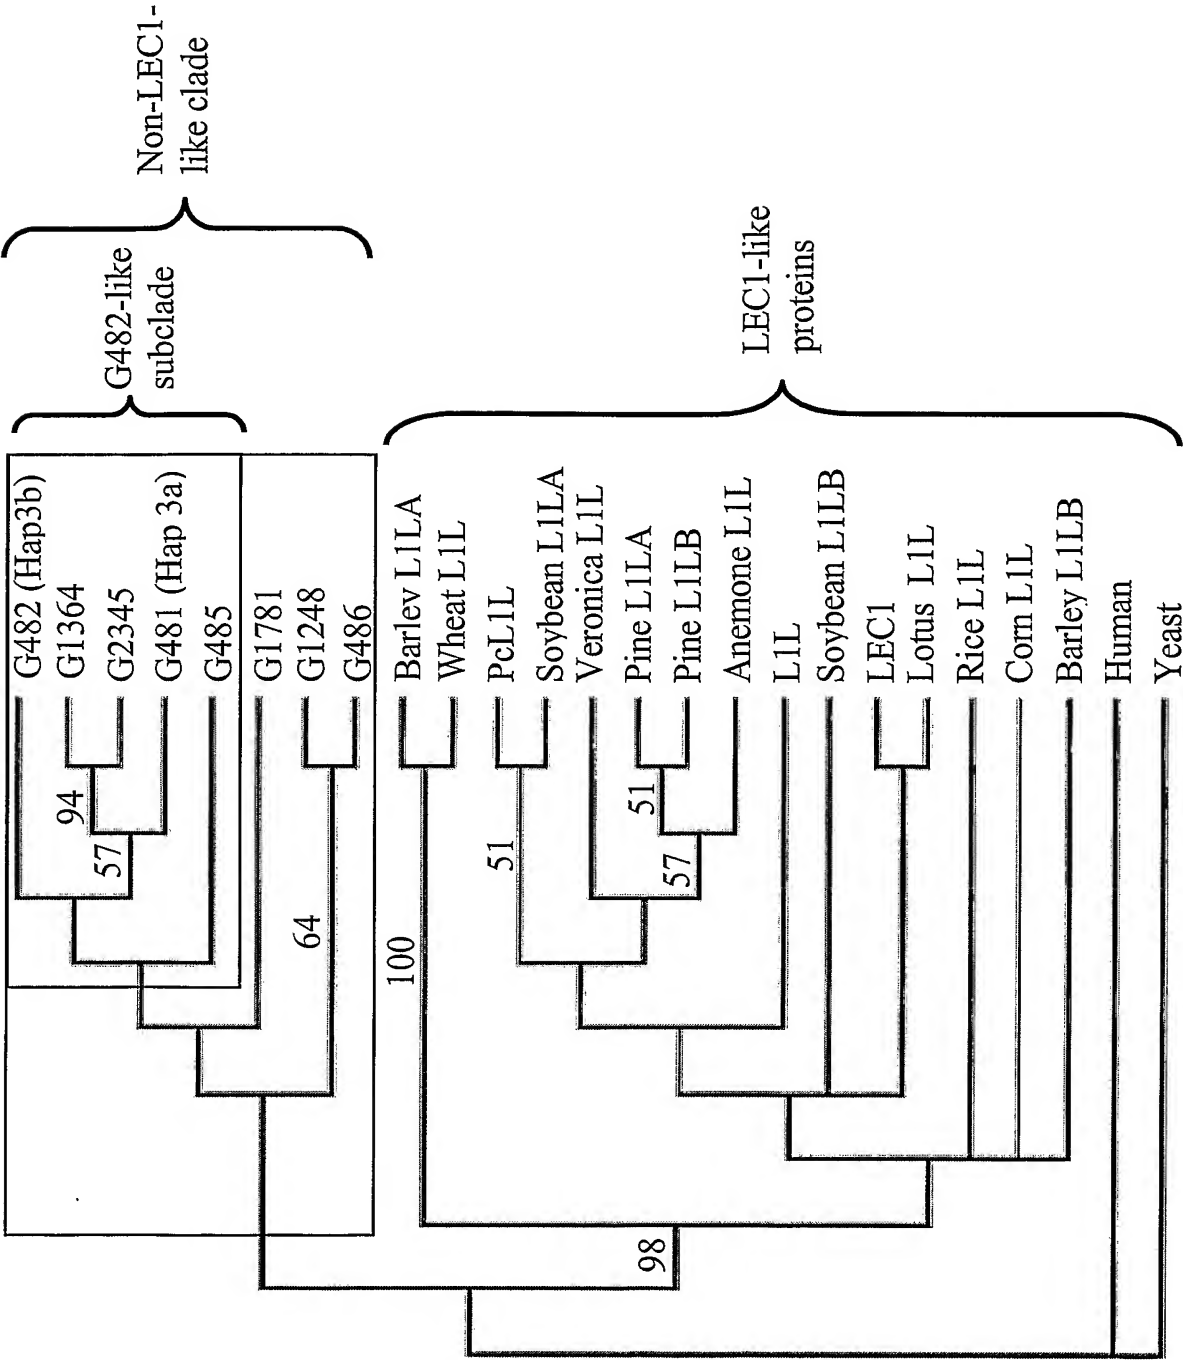 Non-LEC1-
like clade
G482-like
subclade
LEC1-like
proteins
G482 (Hap3b)
G1364
G2345
G481 (Hap 3a)
G485
G1781
G1248
G486
Barlev L1LA
Wheat L1L
PcL1L
Soybean L1LA
Veronica L1L
Pine L1LA
Pine L1LB
Anemone L1L
L1L
Soybean L1LB
LEC1
Lotus L1L
Rice L1L
Corn L1L
Barley L1LB
Human
Yeast
94
57
64
100
51
51
57
98